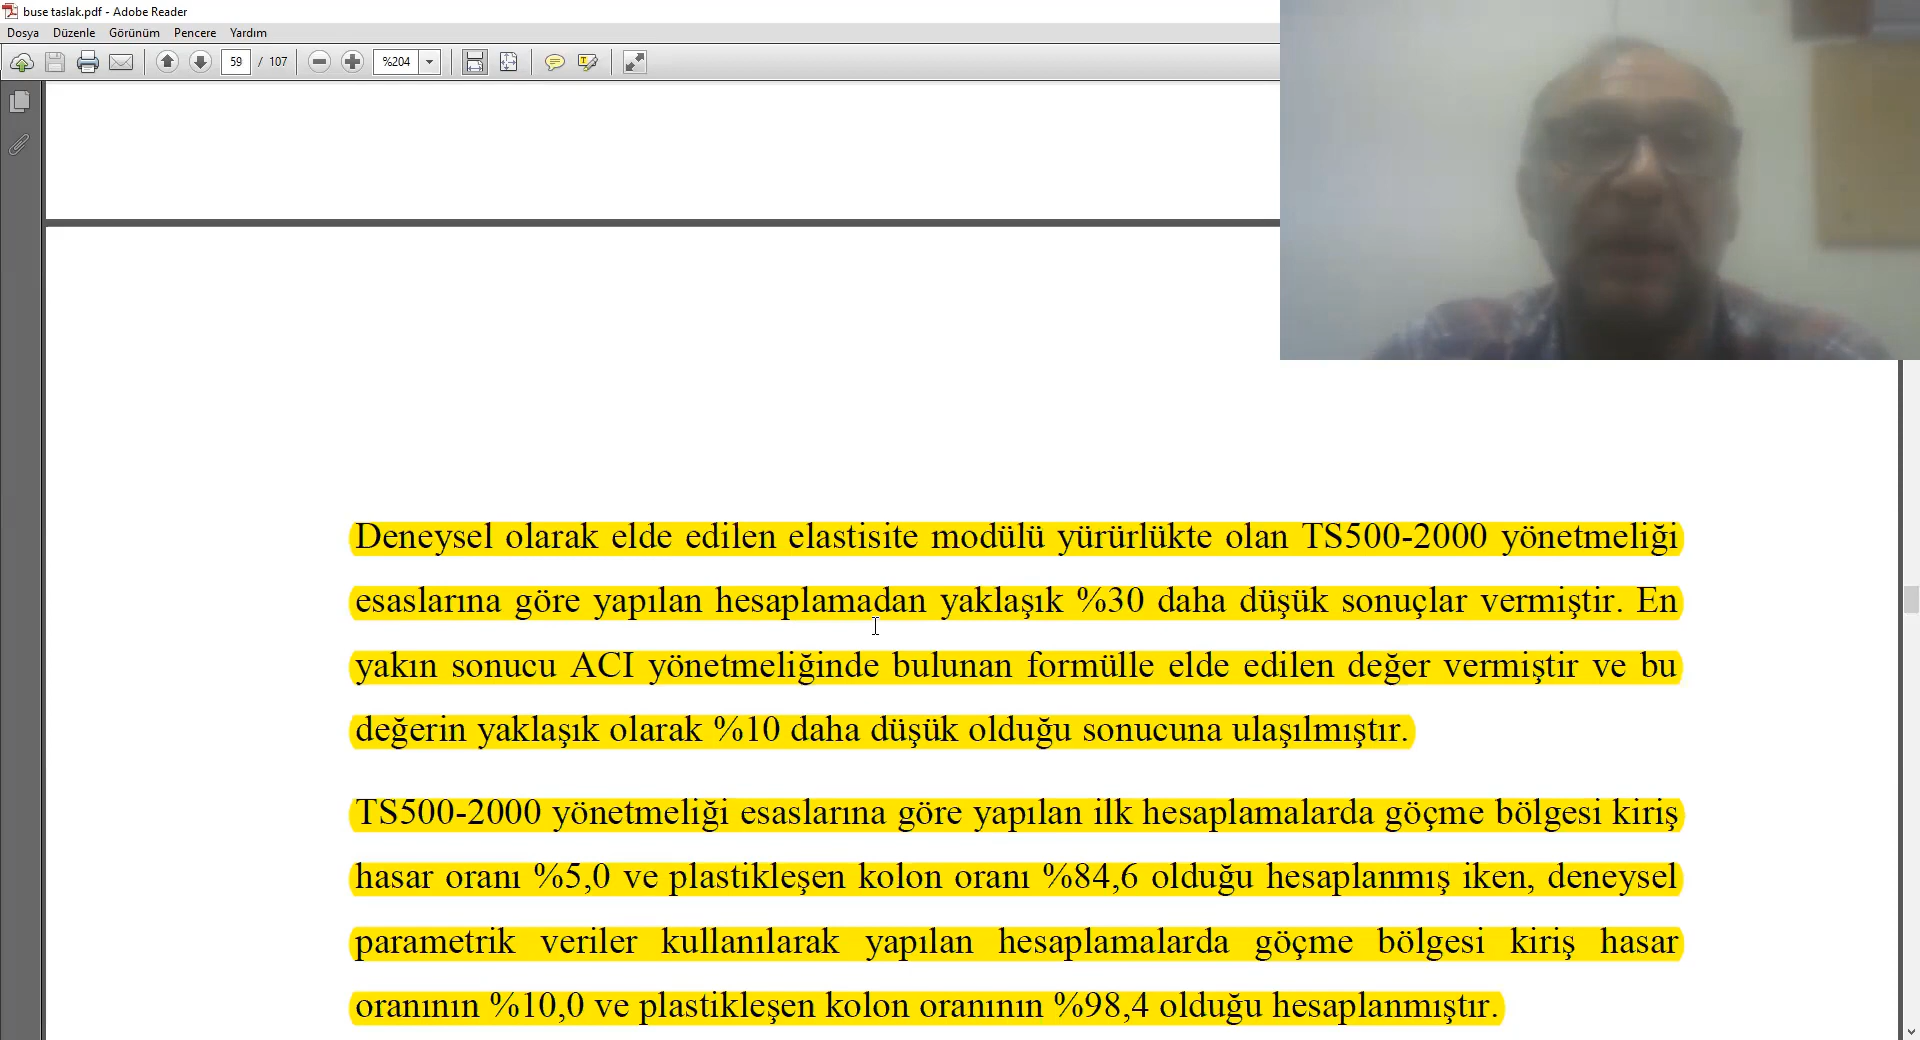 buse taslak.pdf - Adobe Reader
Dosya Düzenle Görünüm Pencere Yardım
59 / 107 %204
Deneysel olarak elde edilen elastisite modülü yürürlükte olan TS500-2000 yönetmeliği
esaslarına göre yapılan hesaplamadan yaklaşık %30 daha düşük sonuçlar vermiştir. En
yakın sonucu ACI yönetmeliğinde bulunan formülle elde edilen değer vermiştir ve bu
değerin yaklaşık olarak %10 daha düşük olduğu sonucuna ulaşılmıştır.
TS500-2000 yönetmeliği esaslarına göre yapılan ilk hesaplamalarda göçme bölgesi kiriş
hasar oranı %5,0 ve plastikleşen kolon oranı %84,6 olduğu hesaplanmış iken, deneysel
parametrik veriler kullanılarak yapılan hesaplamalarda göçme bölgesi kiriş hasar
oranının %10,0 ve plastikleşen kolon oranının %98,4 olduğu hesaplanmıştır.